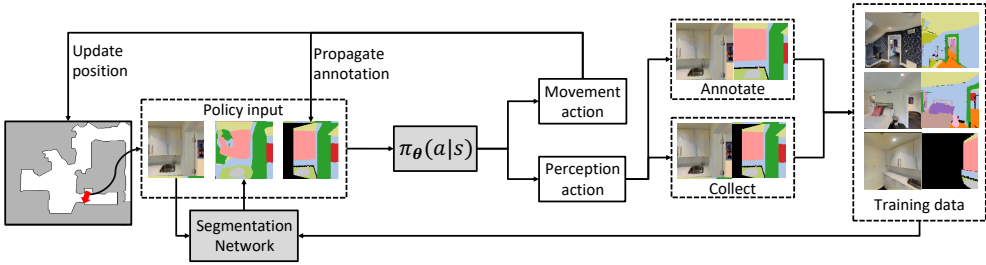 Update
position
Propagate
annotation
Policy input
Segmentation
Network
π_θ(a|s)
Movement
action
Perception
action
Annotate
Collect
Training data